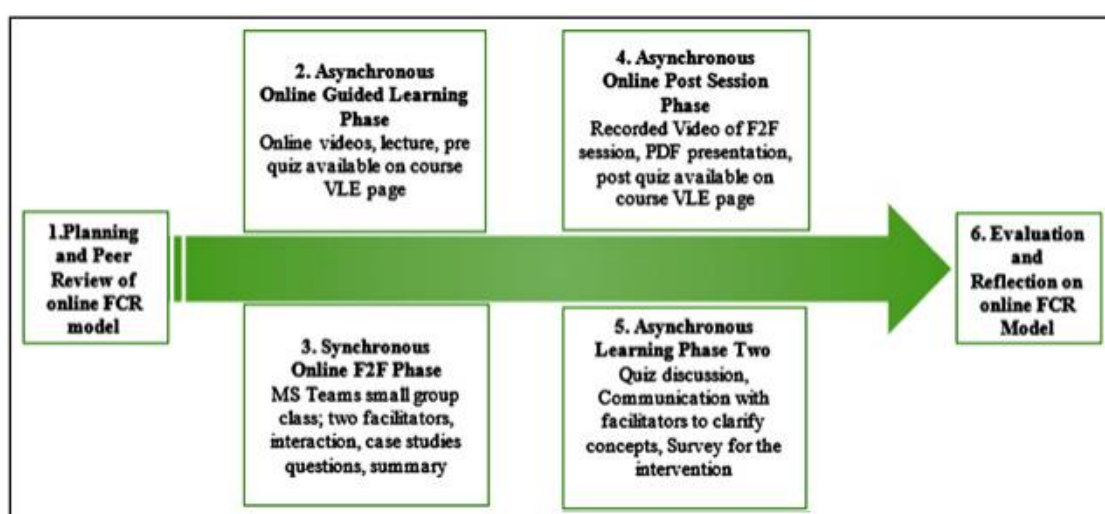 1.Planning
and Peer
Review of
online FCR
model
2. Asynchronous
Online Guided Learning
Phase
Online videos, lecture, pre
quiz available on course
VLE page
3. Synchronous
Online F2F Phase
MS Teams small group
class; two facilitators,
interaction, case studies
questions, summary
4. Asynchronous
Online Post Session
Phase
Recorded Video of F2F
session, PDF presentation,
post quiz available on
course VLE page
5. Asynchronous
Learning Phase Two
Quiz discussion,
Communication with
facilitators to clarify
concepts, Survey for the
intervention
6. Evaluation
and
Reflection on
online FCR
Model